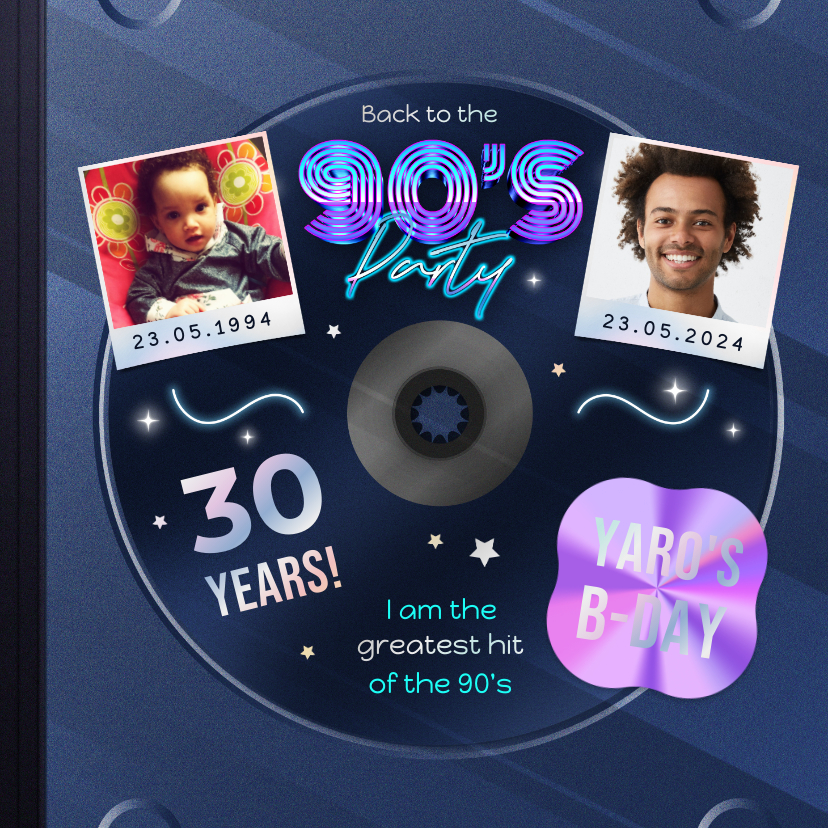 Back to the
90'S
Party
23.05.1994
23.05.2024
30
YEARS!
YARO'S
B-DAY
I am the
greatest hit
of the 90's